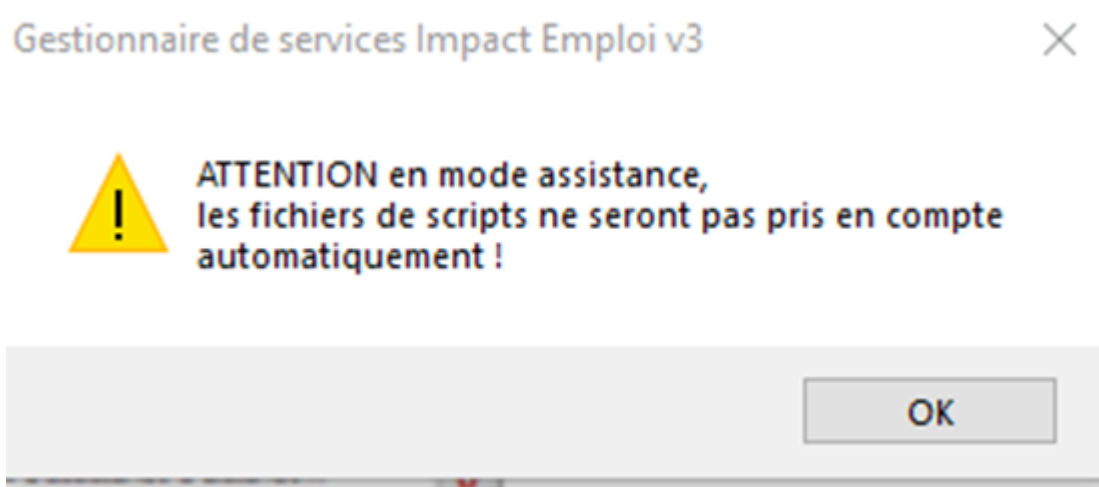 Gestionnaire de services Impact Emploi v3
ATTENTION en mode assistance,
les fichiers de scripts ne seront pas pris en compte
automatiquement !
OK